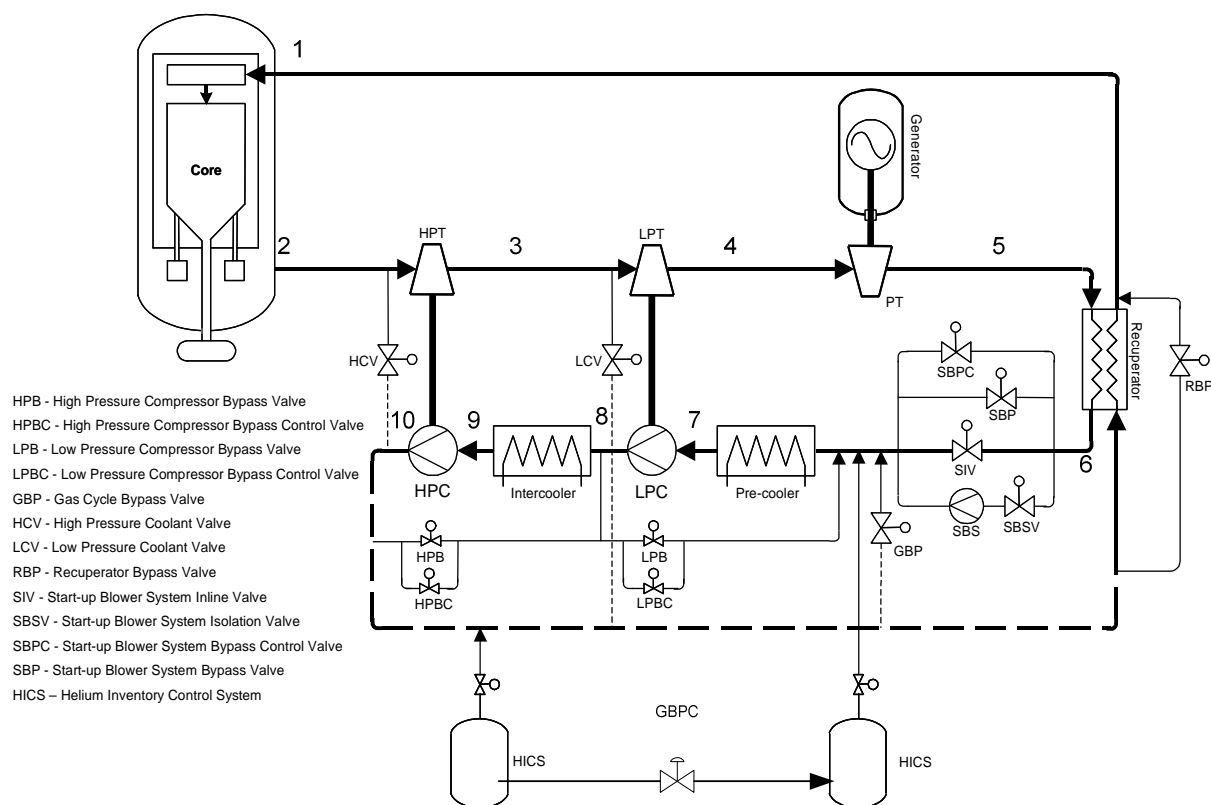 1
Core
Generator
2
HPT
3
LPT
4
5
PT
Recuperator
HCV
LCV
SBPC
RBP
SBP
HPB - High Pressure Compressor Bypass Valve
HPBC - High Pressure Compressor Bypass Control Valve
LPB - Low Pressure Compressor Bypass Valve
LPBC - Low Pressure Compressor Bypass Control Valve
GBP - Gas Cycle Bypass Valve
HCV - High Pressure Coolant Valve
LCV - Low Pressure Coolant Valve
RBP - Recuperator Bypass Valve
SIV - Start-up Blower System Inline Valve
SBSV - Start-up Blower System Isolation Valve
SBPC - Start-up Blower System Bypass Control Valve
SBP - Start-up Blower System Bypass Valve
HICS – Helium Inventory Control System
10
9
8
7
6
SIV
HPC
Intercooler
LPC
Pre-cooler
SBS
SBSV
HPB
LPB
GBP
HPBC
LPBC
GBPC
HICS
HICS